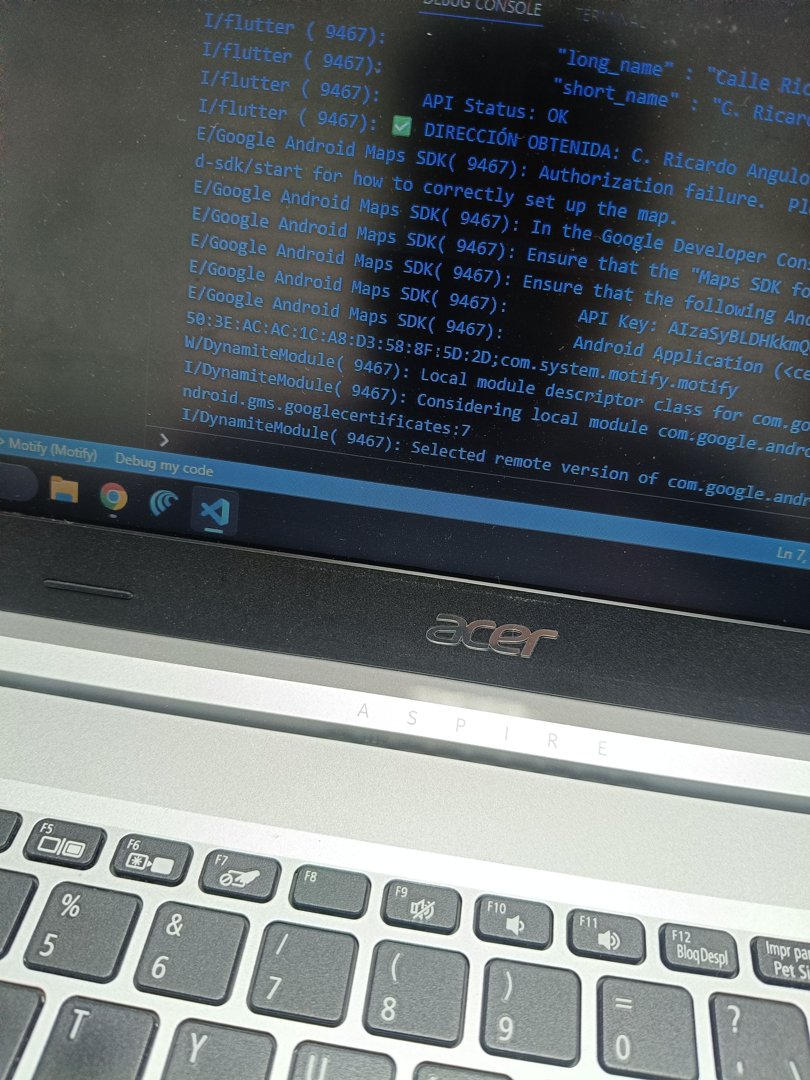 DEBUG CONSOLE TERMINAL
I/flutter ( 9467): "long_name" : "Calle Ric
I/flutter ( 9467): "short_name" : "C. Ricar
I/flutter ( 9467): API Status: OK
I/flutter ( 9467): ✅ DIRECCIÓN OBTENIDA: C. Ricardo Angulo
E/Google Android Maps SDK( 9467): Authorization failure. Pl
d-sdk/start for how to correctly set up the map.
E/Google Android Maps SDK( 9467): In the Google Developer Cons
E/Google Android Maps SDK( 9467): Ensure that the "Maps SDK fo
E/Google Android Maps SDK( 9467): Ensure that the following And
E/Google Android Maps SDK( 9467): API Key: AIzaSyBLDHkkmQ
E/Google Android Maps SDK( 9467): Android Application (<ce
50:3E:AC:AC:1C:A8:D3:58:8F:5D:2D;com.system.motify.motify
W/DynamiteModule( 9467): Local module descriptor class for com.go
I/DynamiteModule( 9467): Considering local module com.google.andro
ndroid.gms.googlecertificates:7
I/DynamiteModule( 9467): Selected remote version of com.google.andr
>
Motify (Motify) Debug my code
Ln 7,
acer
ASPIRE
F5 F6 F7 F8 F9 F10 F11 F12 BloqDespl Impr pa
Pet Si
% 5 & 6 / 7 ( 8 ) 9 = 0 ? '
T Y U